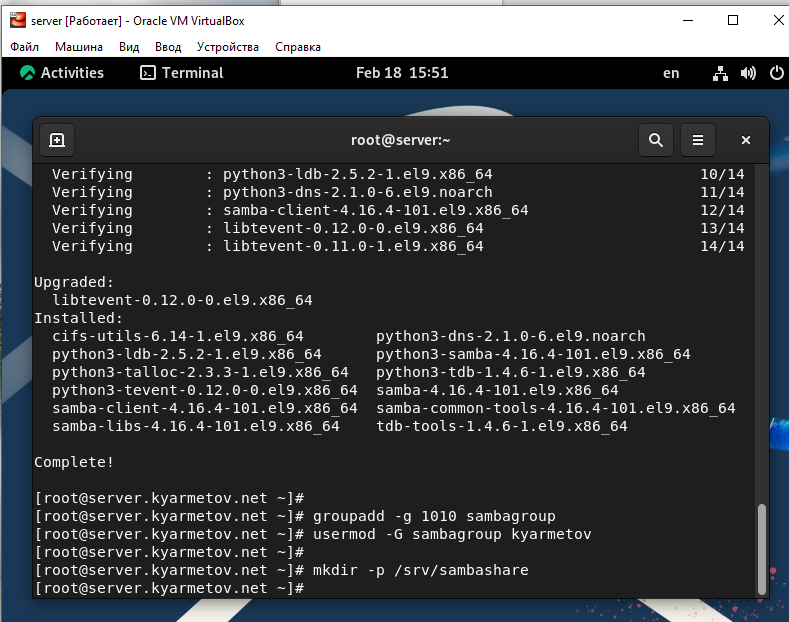 server [Работает] - Oracle VM VirtualBox
Файл Машина Вид Ввод Устройства Справка
Activities Terminal Feb 18 15:51 en
root@server:~
Verifying : python3-ldb-2.5.2-1.el9.x86_64 10/14
Verifying : python3-dns-2.1.0-6.el9.noarch 11/14
Verifying : samba-client-4.16.4-101.el9.x86_64 12/14
Verifying : libtevent-0.12.0-0.el9.x86_64 13/14
Verifying : libtevent-0.11.0-1.el9.x86_64 14/14
Upgraded:
libtevent-0.12.0-0.el9.x86_64
Installed:
cifs-utils-6.14-1.el9.x86_64 python3-dns-2.1.0-6.el9.noarch
python3-ldb-2.5.2-1.el9.x86_64 python3-samba-4.16.4-101.el9.x86_64
python3-talloc-2.3.3-1.el9.x86_64 python3-tdb-1.4.6-1.el9.x86_64
python3-tevent-0.12.0-0.el9.x86_64 samba-4.16.4-101.el9.x86_64
samba-client-4.16.4-101.el9.x86_64 samba-common-tools-4.16.4-101.el9.x86_64
samba-libs-4.16.4-101.el9.x86_64 tdb-tools-1.4.6-1.el9.x86_64
Complete!
[root@server.kyarmetov.net ~]#
[root@server.kyarmetov.net ~]# groupadd -g 1010 sambagroup
[root@server.kyarmetov.net ~]# usermod -G sambagroup kyarmetov
[root@server.kyarmetov.net ~]#
[root@server.kyarmetov.net ~]# mkdir -p /srv/sambashare
[root@server.kyarmetov.net ~]#